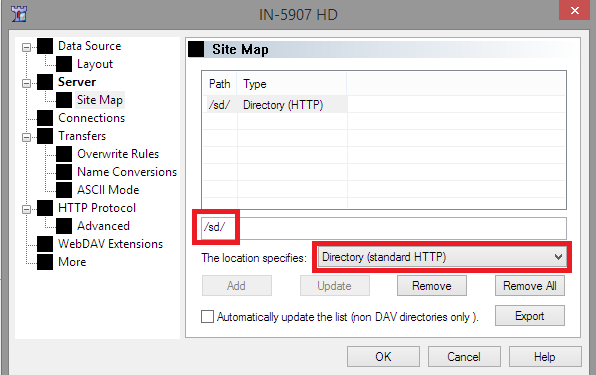 IN-5907 HD
Data Source
Layout
Server
Site Map
Connections
Transfers
Overwrite Rules
Name Conversions
ASCII Mode
HTTP Protocol
Advanced
WebDAV Extensions
More
Site Map
Path Type
/sd/ Directory (HTTP)
/sd/
The location specifies: Directory (standard HTTP)
Add Update Remove Remove All
Automatically update the list (non DAV directories only ). Export
OK Cancel Help